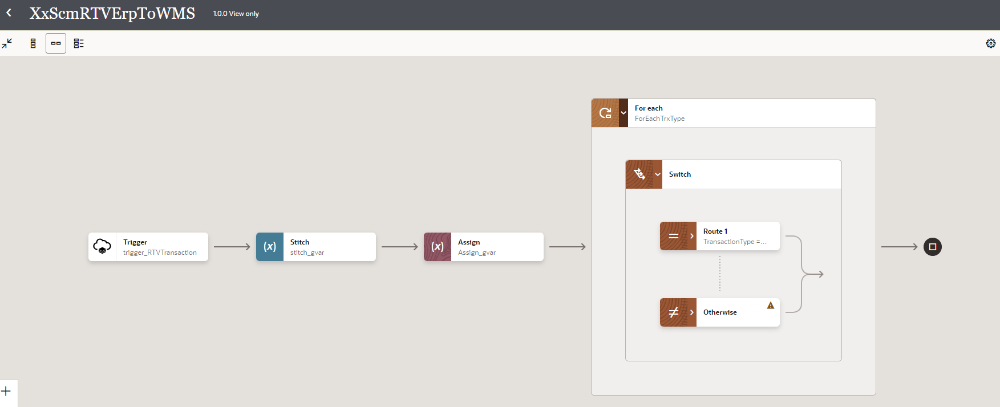 XxScmRTVErpToWMS
1.0.0 View only
Trigger
trigger_RTVTransaction
(x)
Stitch
stitch_gvar
(x)
Assign
Assign_gvar
For each
ForEachTrxType
Switch
Route 1
TransactionType =...
Otherwise